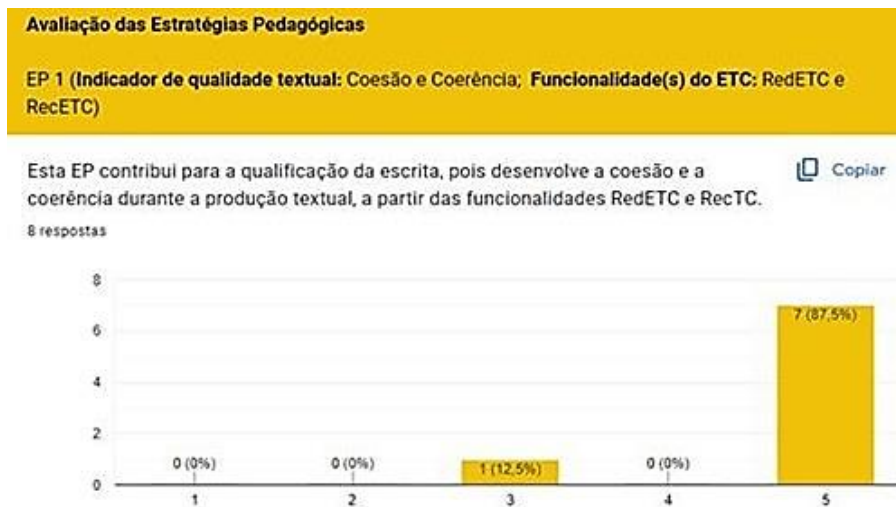 Avaliação das Estratégias Pedagógicas
EP 1 (Indicador de qualidade textual: Coesão e Coerência; Funcionalidade(s) do ETC: RedETC e
RecETC)
Esta EP contribui para a qualificação da escrita, pois desenvolve a coesão e a
coerência durante a produção textual, a partir das funcionalidades RedETC e RecTC.
Copiar
8 respostas
8
6
4
2
0
0 (0%)
0 (0%)
1 (12,5%)
0 (0%)
7 (87,5%)
1
2
3
4
5